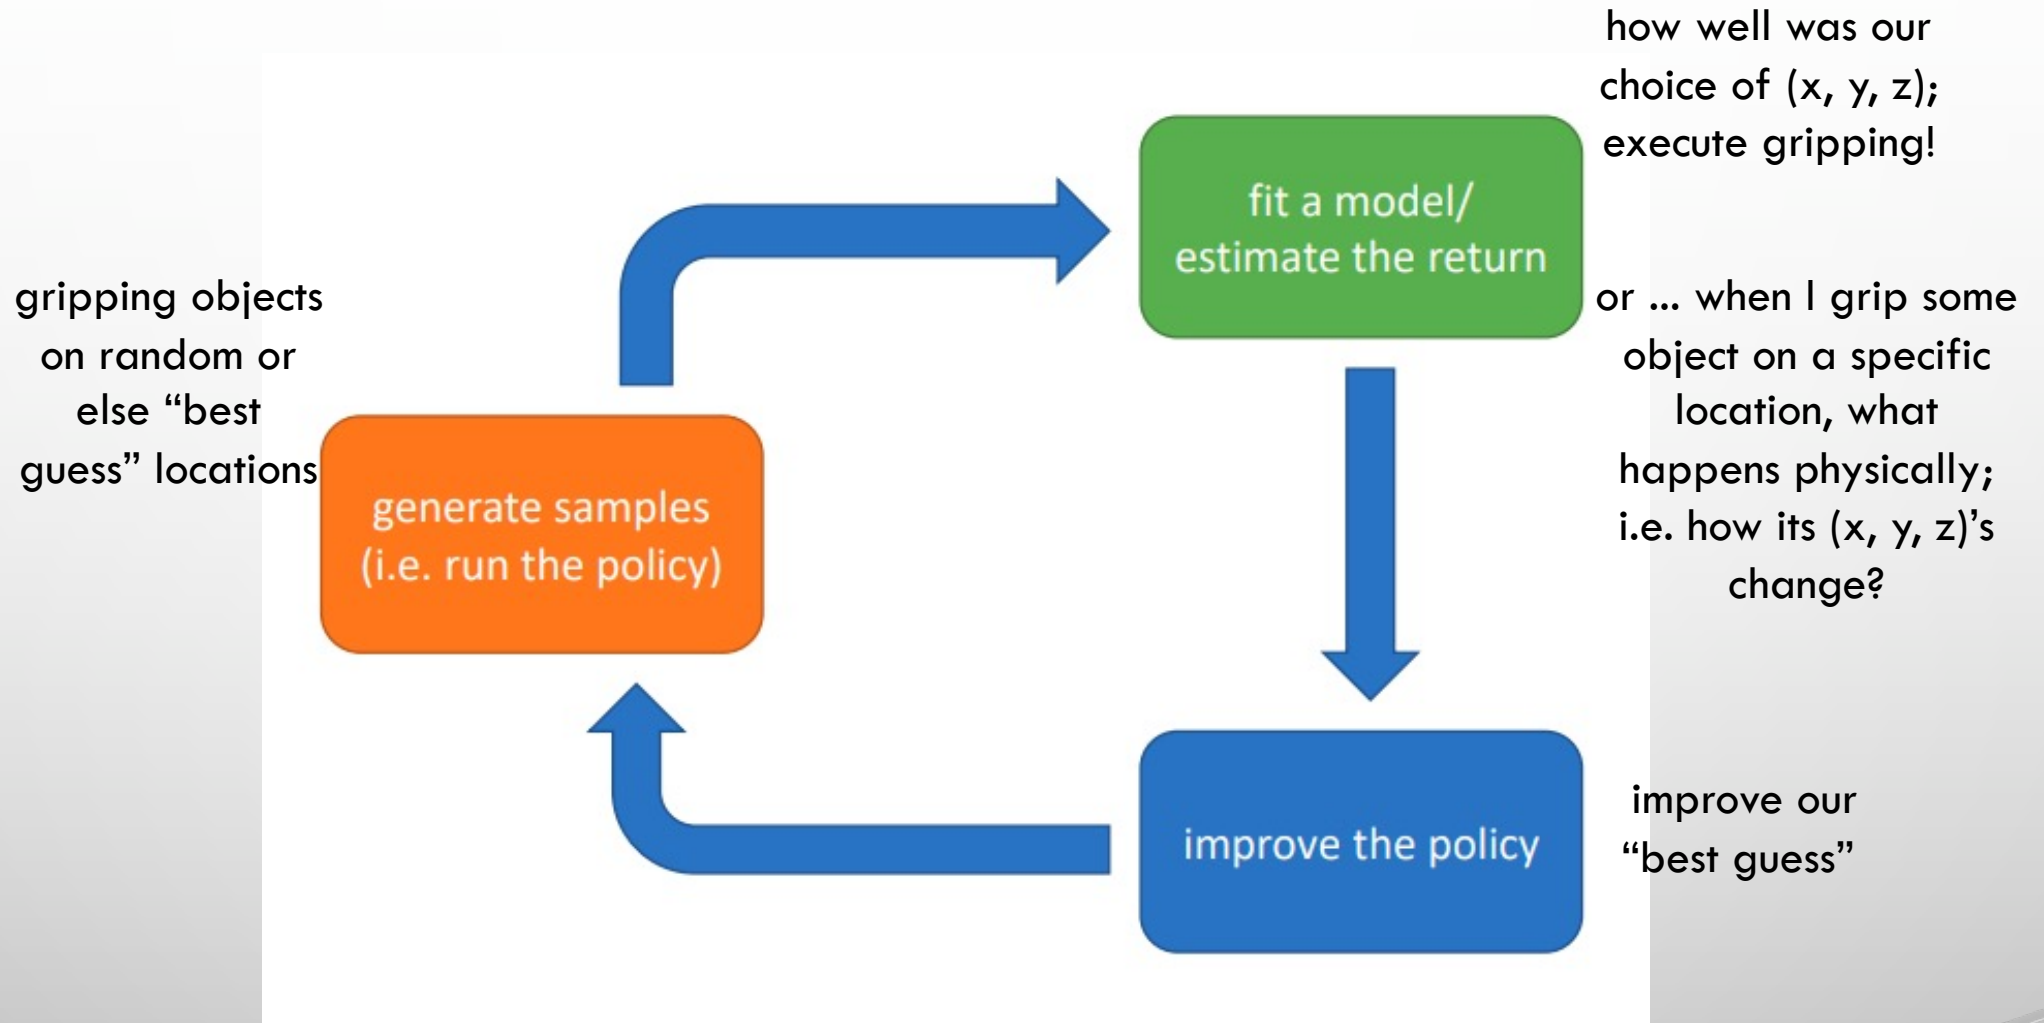 how well was our
choice of (x, y, z);
execute gripping!
fit a model/
estimate the return
gripping objects
on random or
else “best
guess” locations
or ... when I grip some
object on a specific
location, what
happens physically;
i.e. how its (x, y, z)’s
change?
generate samples
(i.e. run the policy)
improve the policy
improve our
“best guess”